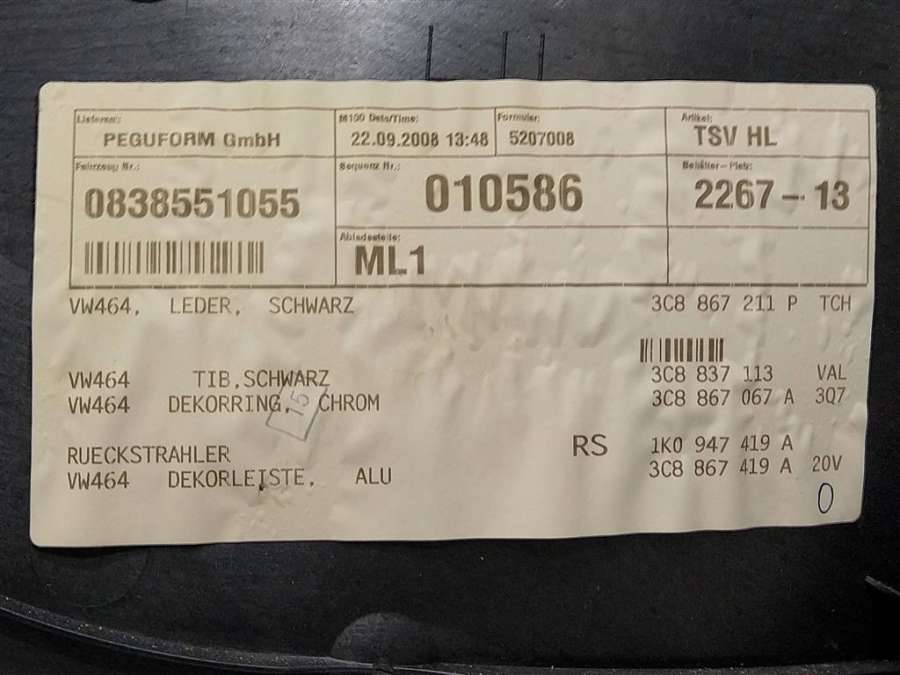 Lieferant: M100 Date/Time: Formular: Artikel:
PEGUFORM GmbH 22.09.2008 13:48 5207008 TSV HL
Fahrzeug Nr.: Sequenz Nr.: Behälter-Platz:
0838551055 010586 2267 - 13
Abladestelle:
ML1
VW464, LEDER, SCHWARZ 3C8 867 211 P TCH
VW464 TIB,SCHWARZ 3C8 837 113 VAL
VW464 DEKORRING, CHROM 3C8 867 067 A 3Q7
15
RUECKSTRAHLER RS 1K0 947 419 A
VW464 DEKORLEISTE, ALU 3C8 867 419 A 20V
0